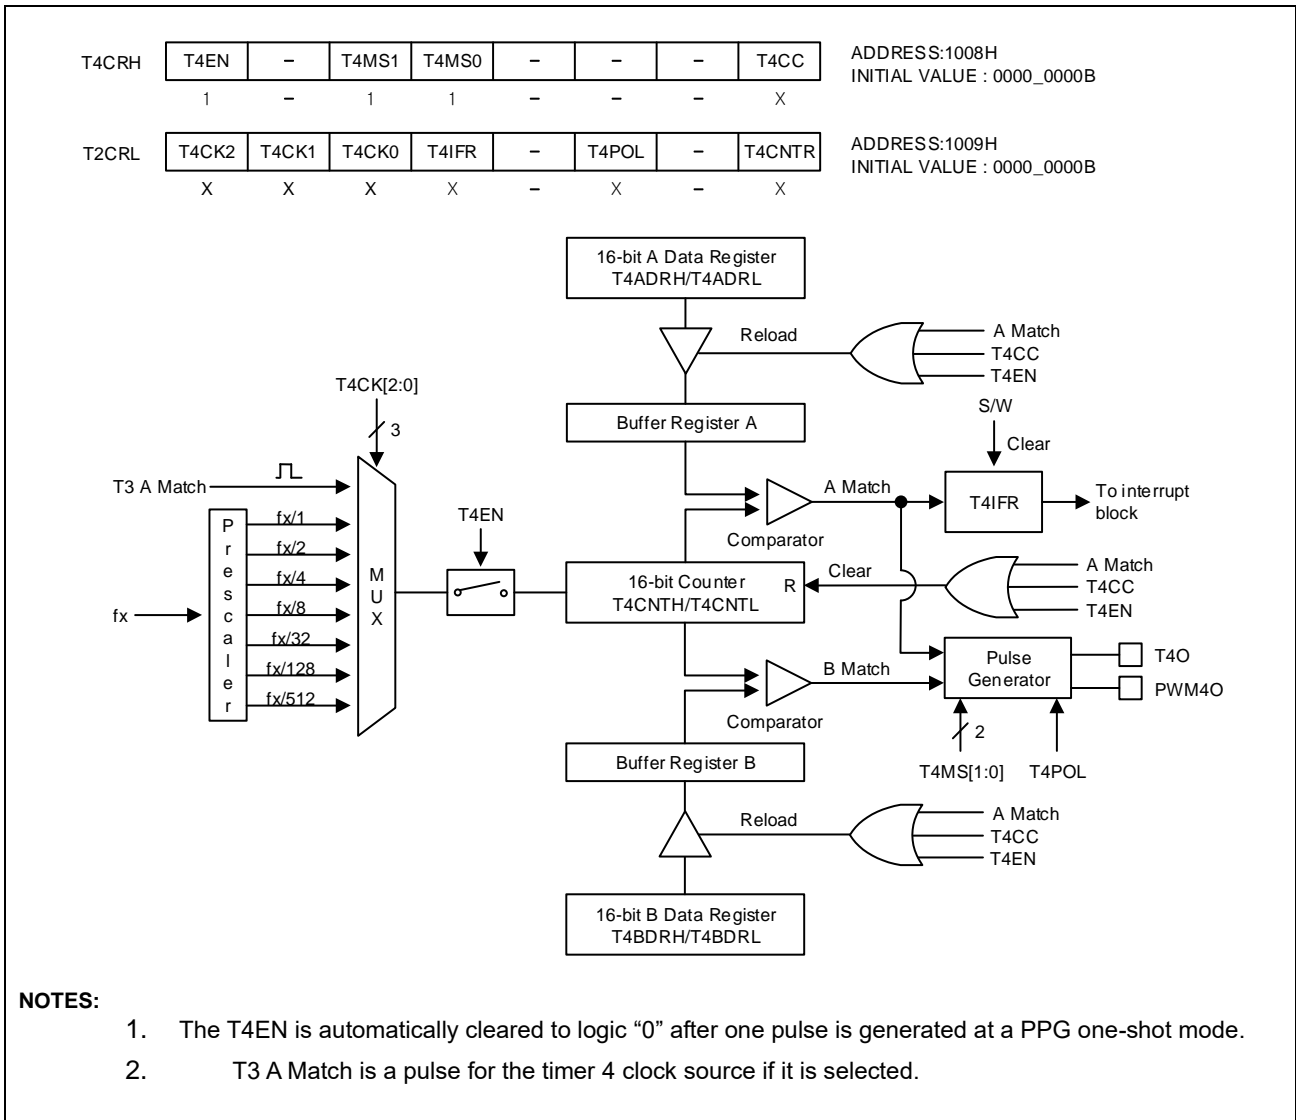 T4CRH T4EN – T4MS1 T4MS0 – – – T4CC ADDRESS:1008H
INITIAL VALUE : 0000_0000B
1 – 1 1 – – – X
T2CRL T4CK2 T4CK1 T4CK0 T4IFR – T4POL – T4CNTR ADDRESS:1009H
INITIAL VALUE : 0000_0000B
X X X X – X – X
16-bit A Data Register
T4ADRH/T4ADRL
Reload
A Match
T4CC
T4EN
T4CK[2:0]
3
Buffer Register A
S/W
Clear
T3 A Match
A Match
T4IFR
To interrupt
block
Comparator
T4EN
Prescaler
fx/1
fx/2
fx/4
fx/8
fx/32
fx/128
fx/512
fx
MUX
16-bit Counter
T4CNTH/T4CNTL
R
Clear
A Match
T4CC
T4EN
B Match
Comparator
Pulse
Generator
T4O
PWM4O
2
T4MS[1:0] T4POL
Buffer Register B
Reload
A Match
T4CC
T4EN
16-bit B Data Register
T4BDRH/T4BDRL
NOTES:
1. The T4EN is automatically cleared to logic “0” after one pulse is generated at a PPG one-shot mode.
2. T3 A Match is a pulse for the timer 4 clock source if it is selected.